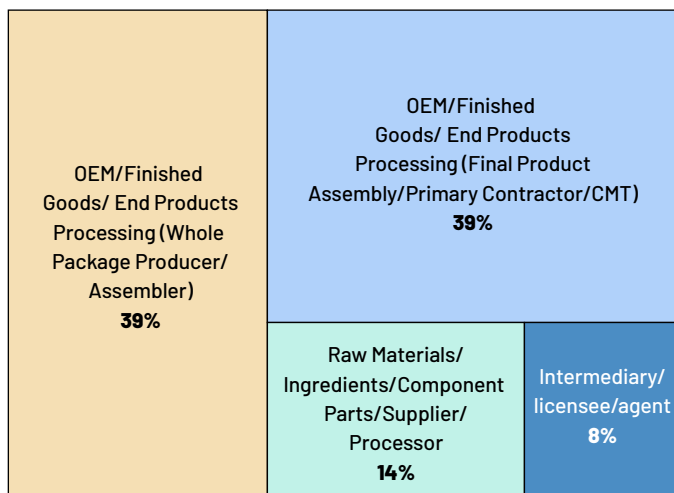 OEM/Finished
Goods/ End Products
Processing (Whole
Package Producer/
Assembler)
39%
OEM/Finished
Goods/ End Products
Processing (Final Product
Assembly/Primary Contractor/CMT)
39%
Raw Materials/
Ingredients/Component
Parts/Supplier/
Processor
14%
Intermediary/
licensee/agent
8%